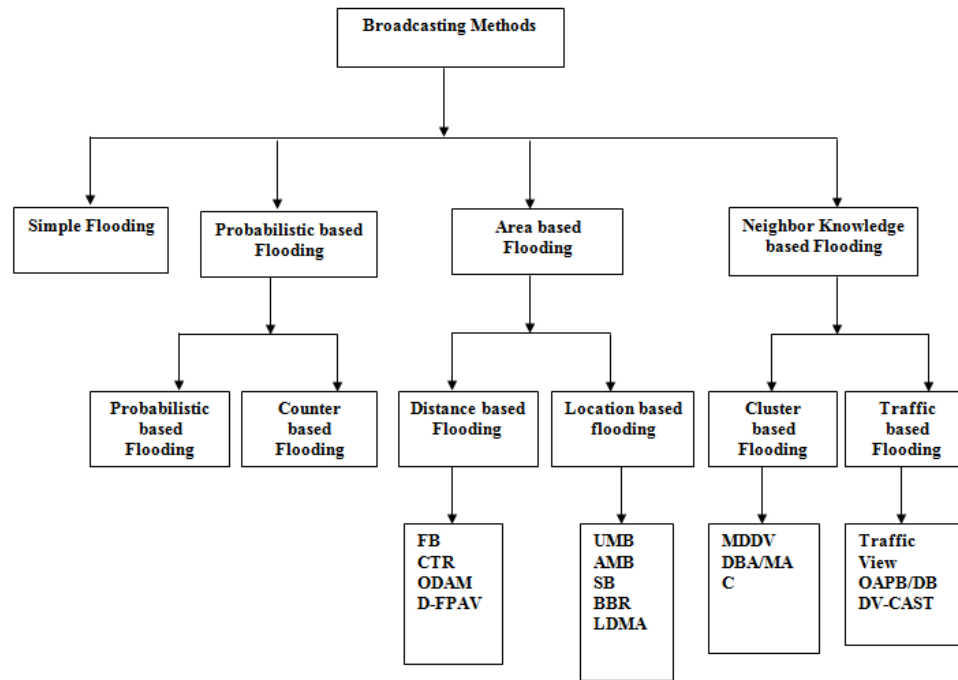 Broadcasting Methods
Simple Flooding
Probabilistic based
Flooding
Area based
Flooding
Neighbor Knowledge
based Flooding
Probabilistic
based
Flooding
Counter
based
Flooding
Distance based
Flooding
Location based
flooding
Cluster
based
Flooding
Traffic
based
Flooding
FB
CTR
ODAM
D-FPAV
UMB
AMB
SB
BBR
LDMA
MDDV
DBA/MA
C
Traffic
View
OAPB/DB
DV-CAST